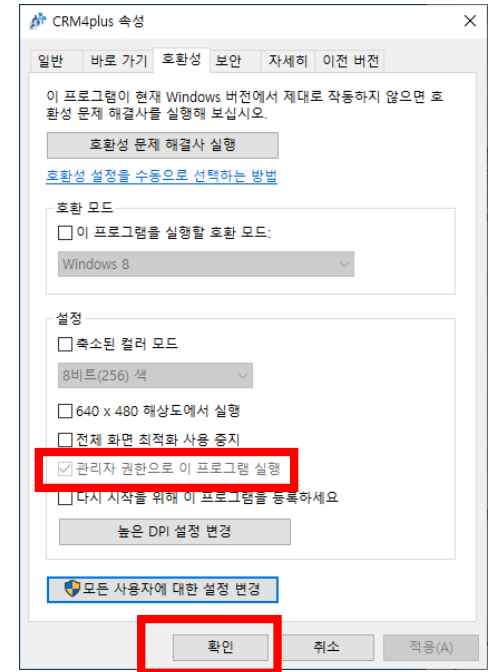 CRM4plus 속성
일반 바로 가기 호환성 보안 자세히 이전 버전
이 프로그램이 현재 Windows 버전에서 제대로 작동하지 않으면 호
환성 문제 해결사를 실행해 보십시오.
호환성 문제 해결사 실행
호환성 설정을 수동으로 선택하는 방법
호환 모드
이 프로그램을 실행할 호환 모드:
Windows 8
설정
축소된 컬러 모드
8비트(256) 색
640 x 480 해상도에서 실행
전체 화면 최적화 사용 중지
관리자 권한으로 이 프로그램 실행
다시 시작을 위해 이 프로그램을 등록하세요
높은 DPI 설정 변경
모든 사용자에 대한 설정 변경
확인 취소 적용(A)